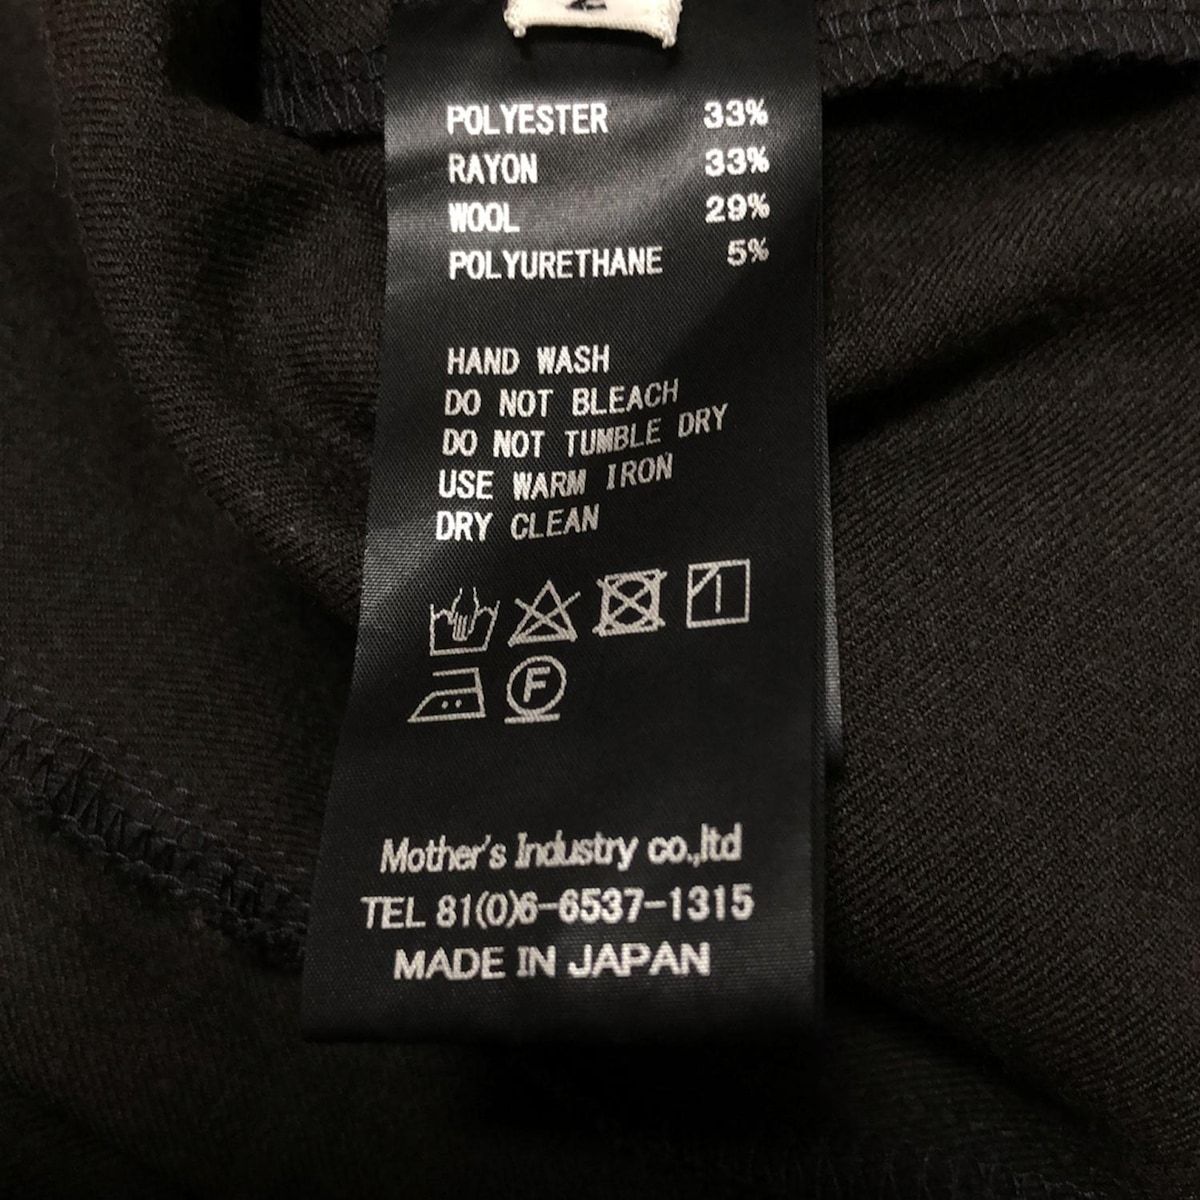 POLYESTER 33%
RAYON 33%
WOOL 29%
POLYURETHANE 5%
HAND WASH
DO NOT BLEACH
DO NOT TUMBLE DRY
USE WARM IRON
DRY CLEAN
F
Mother's Industry co.,ltd
TEL 81(0)6-6537-1315
MADE IN JAPAN